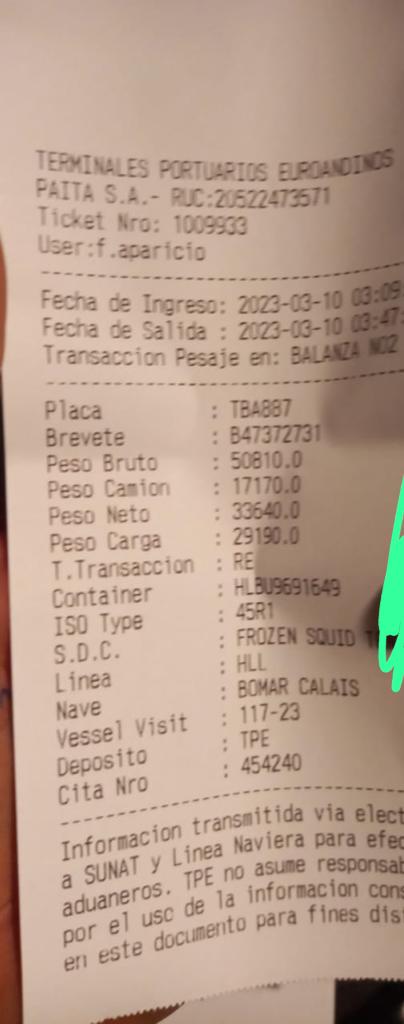 TERMINALES PORTUARIOS EUROANDINOS
PAITA S.A.- RUC:20522473571
Ticket Nro: 1009933
User:f.aparicio
Fecha de Ingreso: 2023-03-10 03:09
Fecha de Salida : 2023-03-10 03:47
Transaccion Pesaje en: BALANZA NO2
Placa : TBA887
Brevete : B47372731
Peso Bruto : 50810.0
Peso Camion : 17170.0
Peso Neto : 33640.0
Peso Carga : 29190.0
T.Transaccion : RE
Container : HLBU9691649
ISO Type : 45R1
S.D.C. : FROZEN SQUID
Linea : HLL
Nave : BOMAR CALAIS
Vessel Visit : 117-23
Deposito : TPE
Cita Nro : 454240
Informacion transmitida via elect
a SUNAT y Linea Naviera para efec
aduaneros. TPE no asume responsab
por el uso de la informacion cons
en este documento para fines dis